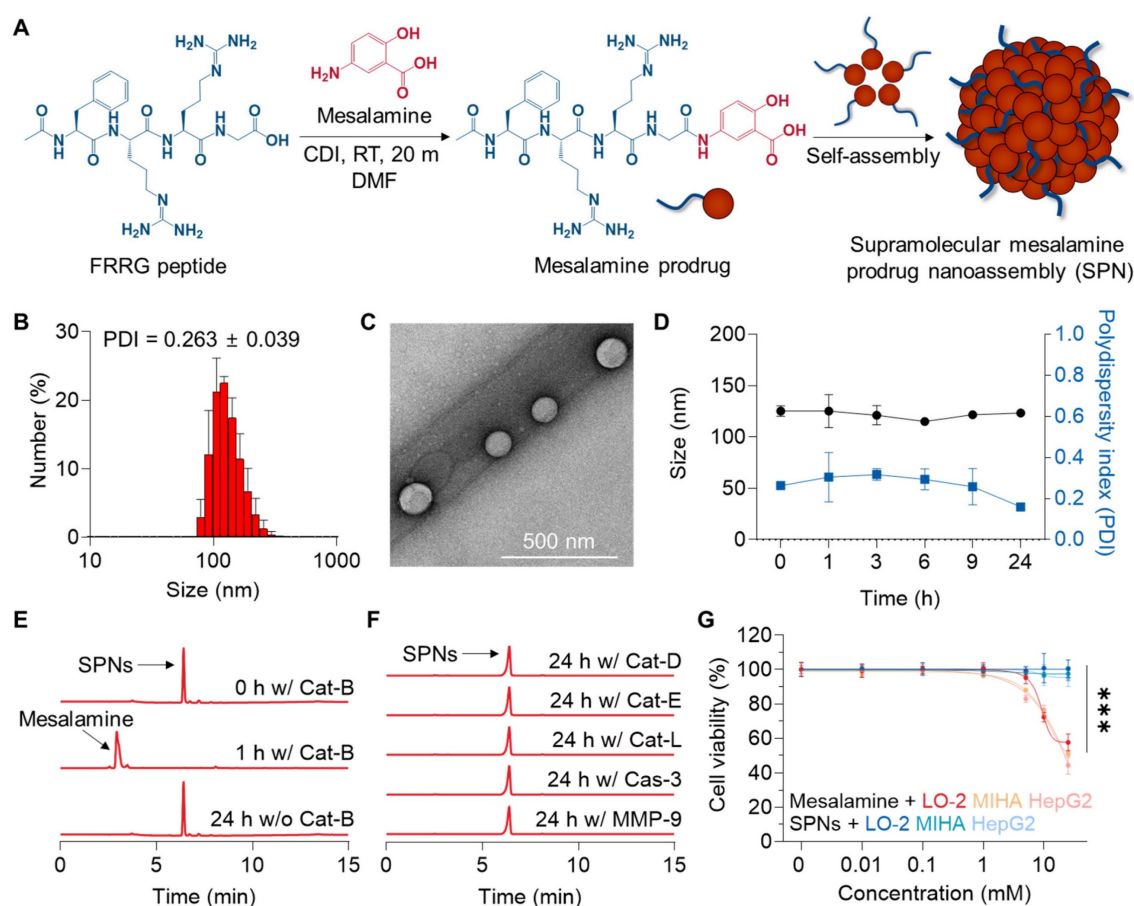 A
H₂N NH₂
N
O H O H O
N N N OH
H O N H O
N
H₂N NH₂
FRRG peptide
OH
OH
H₂N O
Mesalamine
CDI, RT, 20 m
DMF
H₂N NH₂
N
O H O H O OH
N N N N OH
H O N H O H O
N
H₂N NH₂
Mesalamine prodrug
Self-assembly
Supramolecular mesalamine
prodrug nanoassembly (SPN)
B
PDI = 0.263 ± 0.039
Number (%)
30
20
10
0
10 100 1000
Size (nm)
C
500 nm
D
Size (nm)
200
150
100
50
0
Polydispersity index (PDI)
1.0
0.8
0.6
0.4
0.2
0.0
0 1 3 6 9 24
Time (h)
E
SPNs
0 h w/ Cat-B
Mesalamine
1 h w/ Cat-B
24 h w/o Cat-B
0 5 10 15
Time (min)
F
SPNs
24 h w/ Cat-D
24 h w/ Cat-E
24 h w/ Cat-L
24 h w/ Cas-3
24 h w/ MMP-9
0 5 10 15
Time (min)
G
Cell viability (%)
120
100
80
60
40
20
0
***
Mesalamine + LO-2 MIHA HepG2
SPNs + LO-2 MIHA HepG2
0 0.01 0.1 1 10
Concentration (mM)